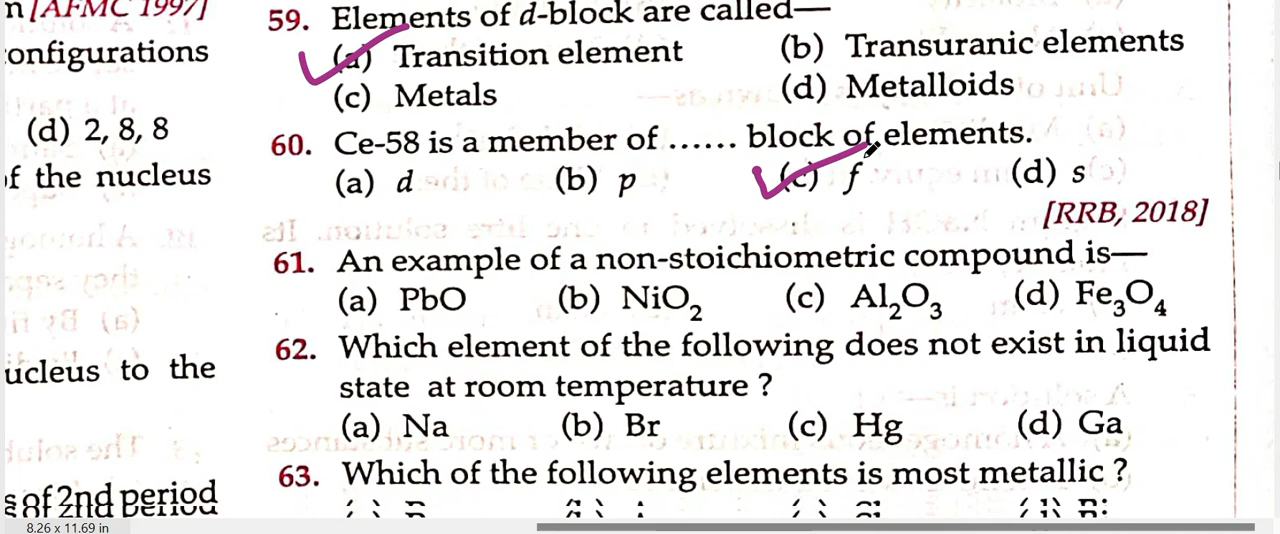 n [AFMC 1997]
onfigurations
(d) 2, 8, 8
f the nucleus
ucleus to the
s of 2nd period
59. Elements of d-block are called—
(a) Transition element (b) Transuranic elements
(c) Metals (d) Metalloids
60. Ce-58 is a member of...... block of elements.
(a) d (b) p (c) f (d) s
[RRB, 2018]
61. An example of a non-stoichiometric compound is—
(a) PbO (b) NiO₂ (c) Al₂O₃ (d) Fe₃O₄
62. Which element of the following does not exist in liquid
state at room temperature ?
(a) Na (b) Br (c) Hg (d) Ga
63. Which of the following elements is most metallic ?
8.26 x 11.69 in